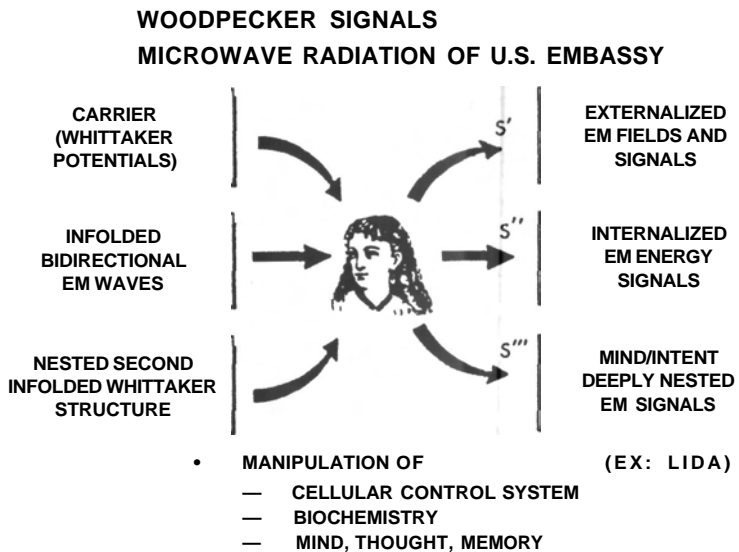 WOODPECKER SIGNALS
MICROWAVE RADIATION OF U.S. EMBASSY
CARRIER
(WHITTAKER
POTENTIALS)
S'
EXTERNALIZED
EM FIELDS AND
SIGNALS
INFOLDED
BIDIRECTIONAL
EM WAVES
S''
INTERNALIZED
EM ENERGY
SIGNALS
NESTED SECOND
INFOLDED WHITTAKER
STRUCTURE
S'''
MIND/INTENT
DEEPLY NESTED
EM SIGNALS
• MANIPULATION OF (EX: LIDA)
— CELLULAR CONTROL SYSTEM
— BIOCHEMISTRY
— MIND, THOUGHT, MEMORY